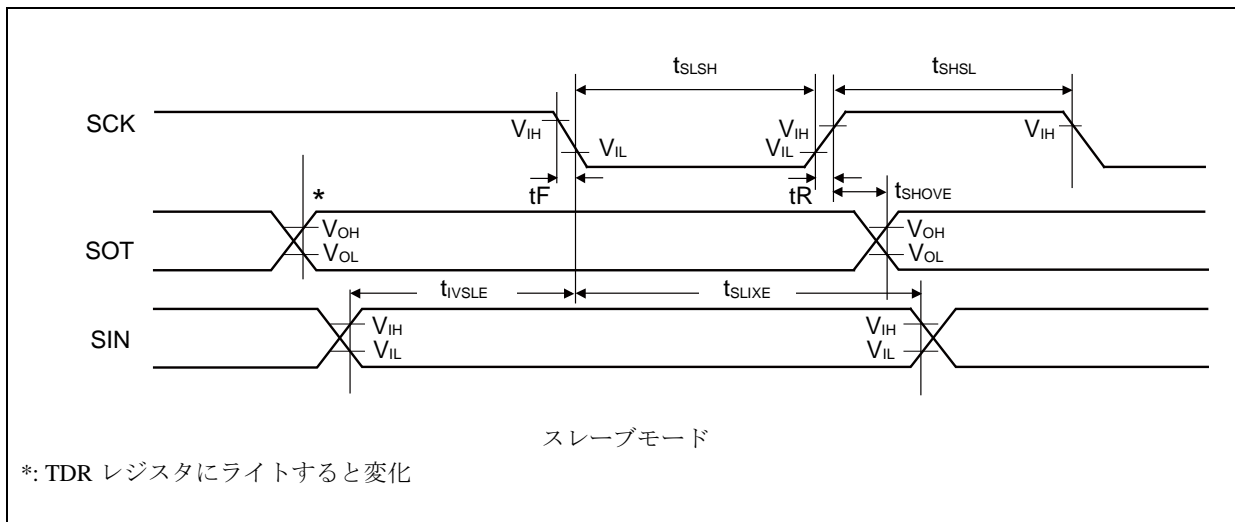 tSLSH tSHSL
SCK VIH VIL VIL VIH VIH
tF tR tSHOVE
*
SOT VOH VOL VOH VOL
tIVSLE tSLIXE
SIN VIH VIL VIH VIL
スレーブモード
*: TDR レジスタにライトすると変化